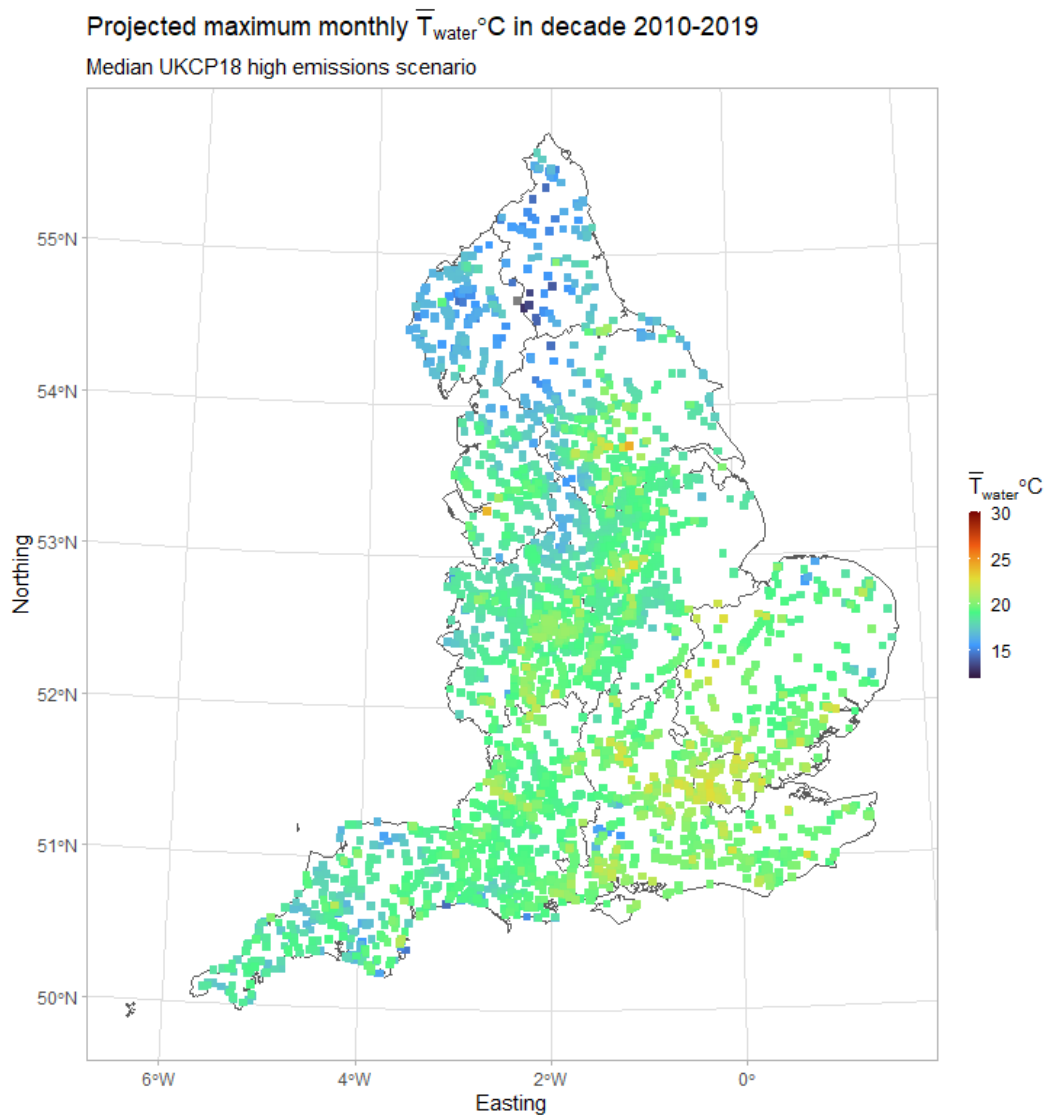 Projected maximum monthly T̅water°C in decade 2010-2019
Median UKCP18 high emissions scenario
55°N
54°N
53°N
52°N
51°N
50°N
Northing
6°W
4°W
2°W
0°
Easting
T̅water°C
30
25
20
15